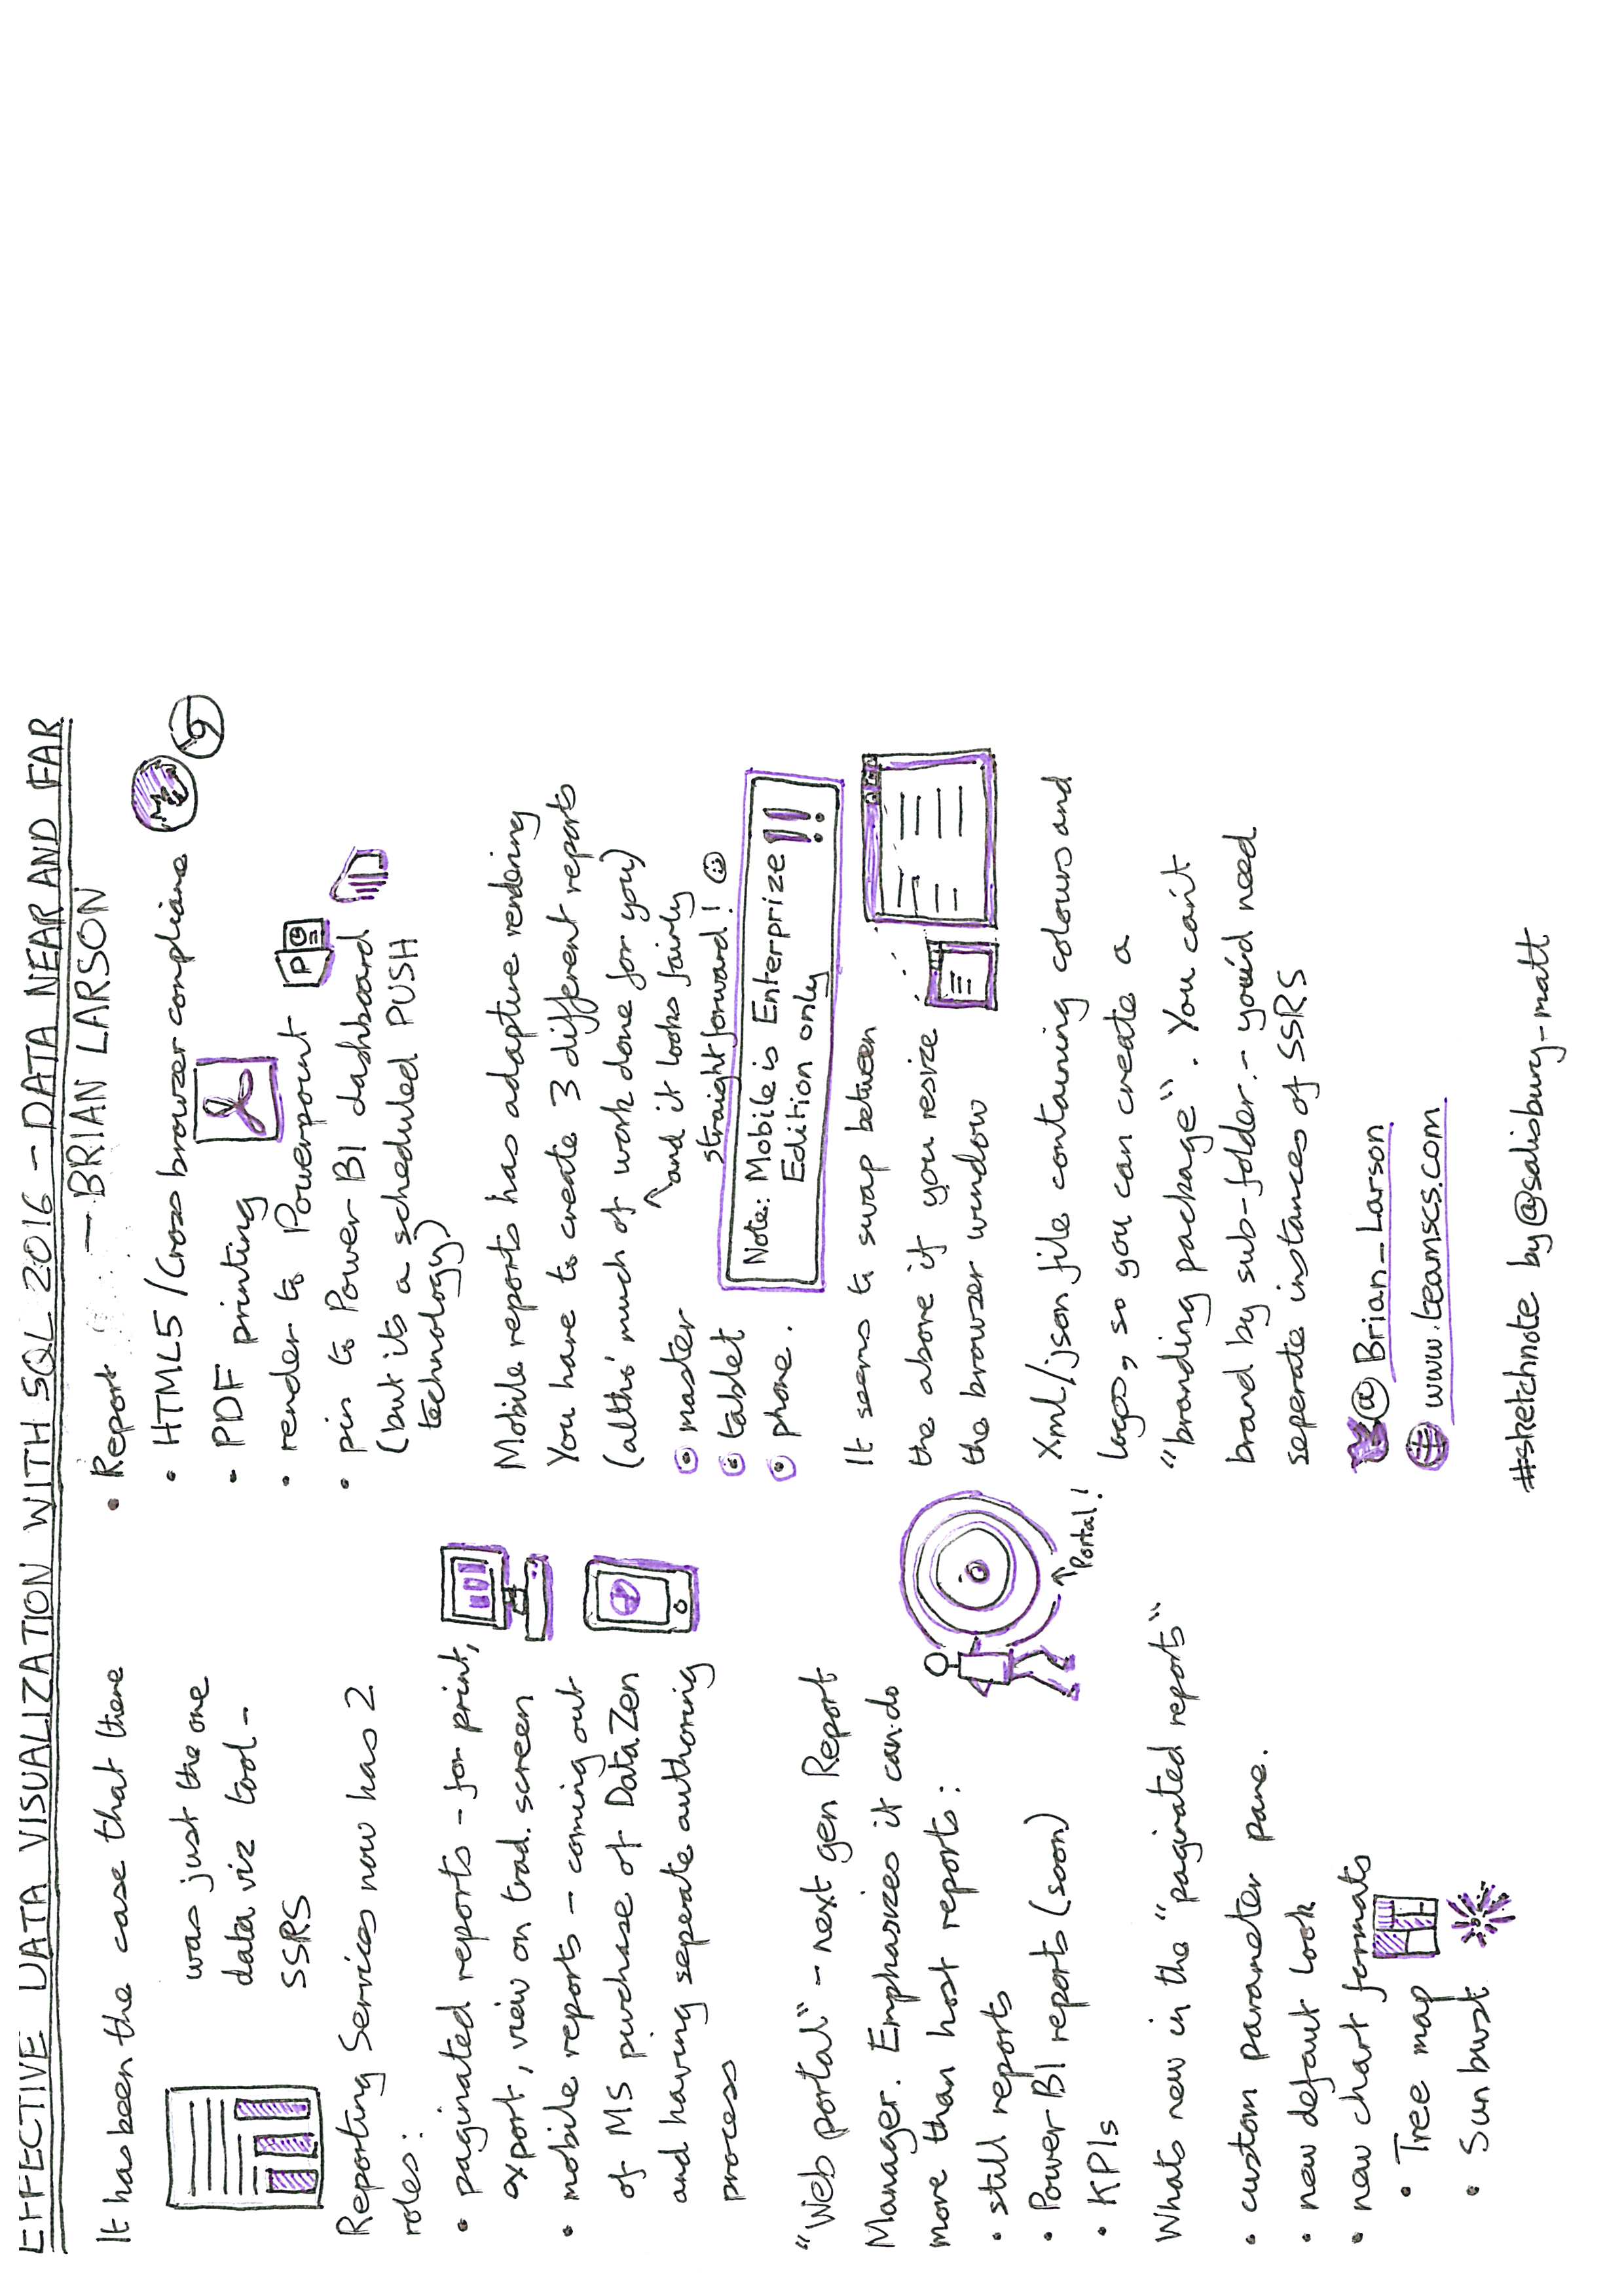 EFFECTIVE DATA VISUALIZATION WITH SQL 2016 - DATA NEAR AND FAR
- BRIAN LARSON
It has been the case that there
was just the one
data viz tool -
SSRS
Reporting Services now has 2
roles:
• paginated reports - for print,
export, view on trad. screen
• mobile reports - coming out
of MS purchase of DataZen
and having seperate authoring
process
"Web portal" - next gen Report
Manager. Emphasizes it can do
more than host reports:
• still reports
• Power BI reports (soon)
• KPIs
Portal!
Whats new in the "paginated reports"
• custom parameter pane.
• new defaut look
• new chart formats
• Tree map
• Sunburst
• Report
• HTML5/Cross browzer compliance
• PDF printing
• render to Powerpoint
P
• pin to Power BI dashboard
(but its a scheduled PUSH
technology)
Mobile reports has adapture rendering
You have to create 3 different reports
(altho' much of work done for you)
^and it looks fairly
straightforward! ☺
• master
• tablet
• phone.
Note: Mobile is Enterprize!!
Edition only
It seems to swap between
the above if you resize
the browzer window
Xml/json file containing colours and
logos, so you can create a
"branding package". You can't
brand by sub-folder. - you'd need
seperate instances of SSRS
@Brian_Larson
www.teamscs.com
#sketchnote by @salisbury-matt